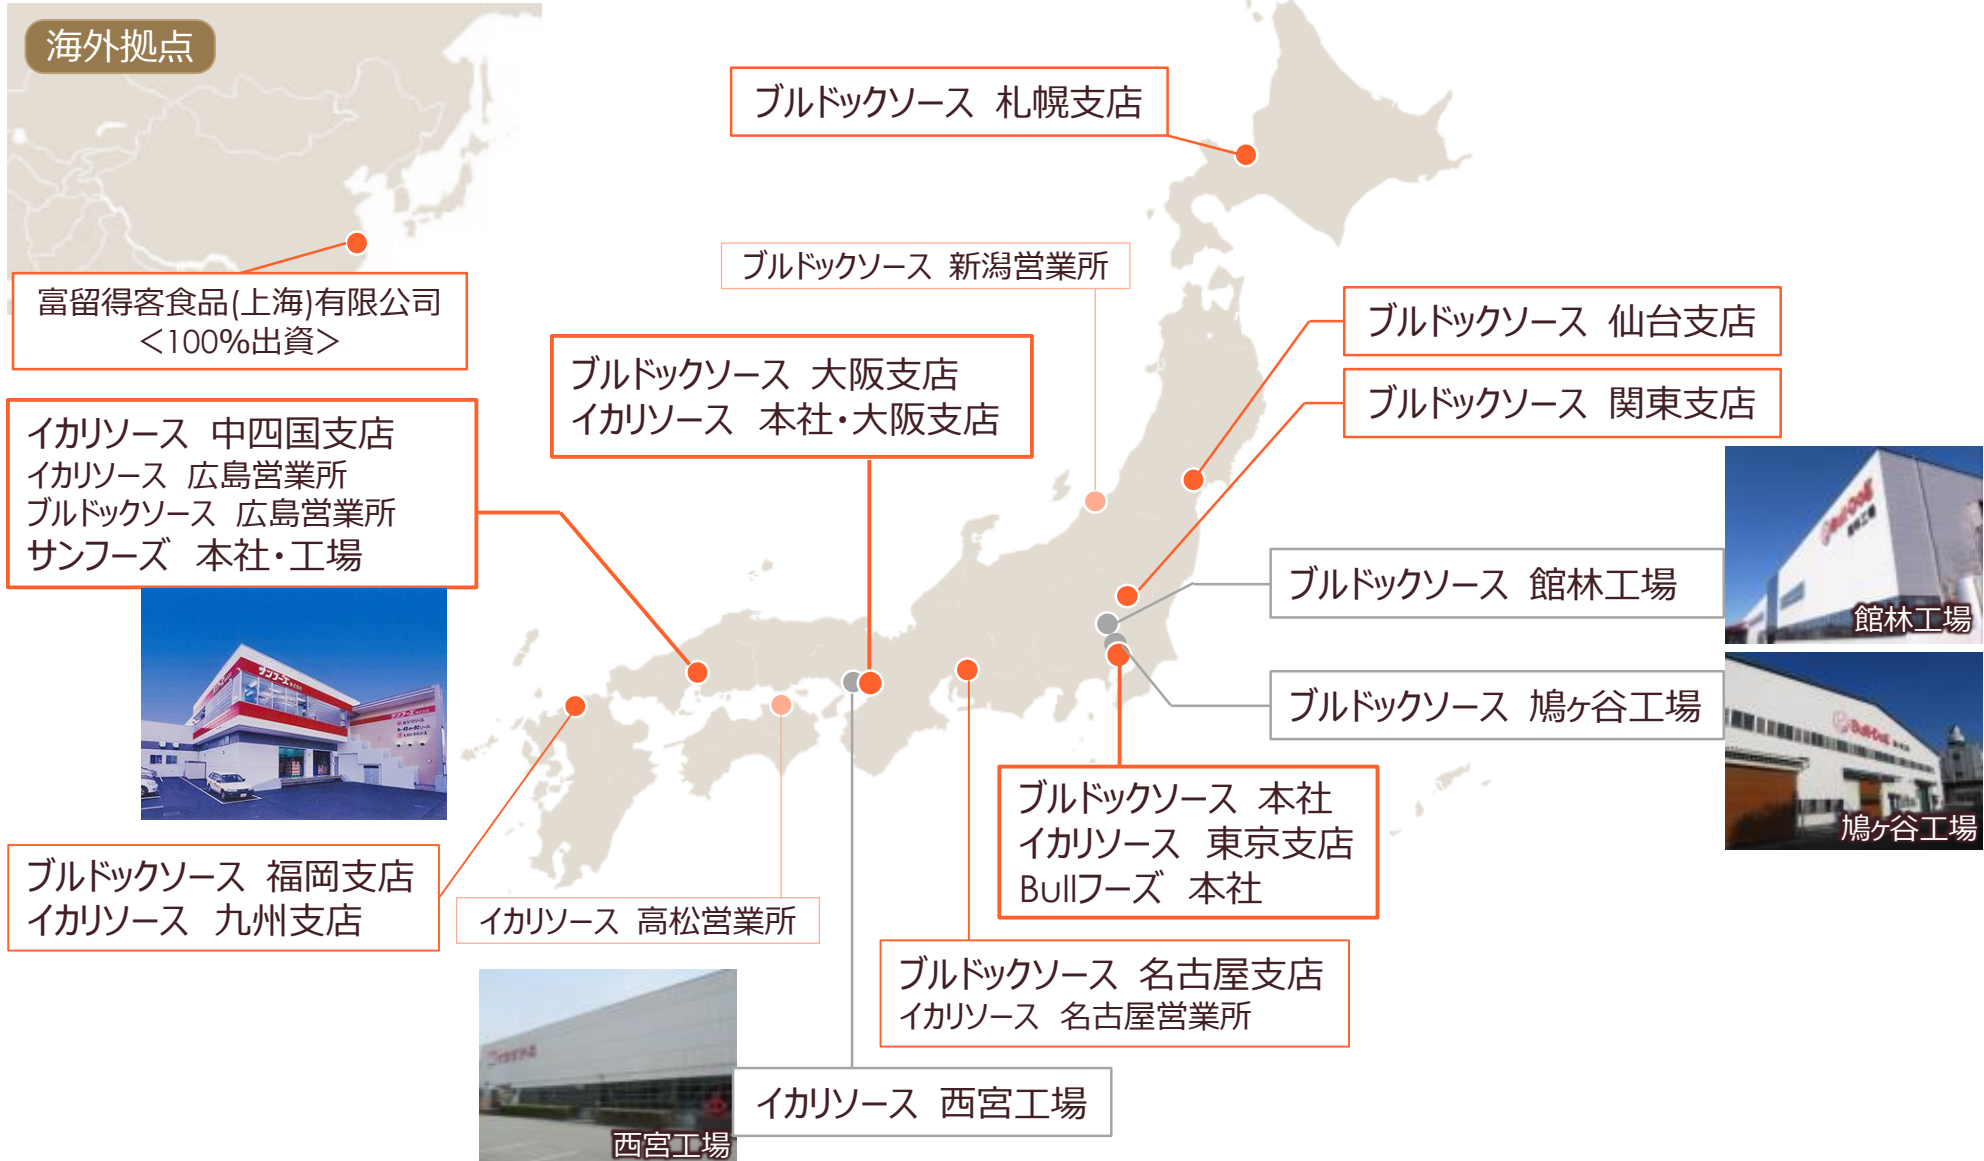 海外拠点
ブルドックソース 札幌支店
ブルドックソース 新潟営業所
富留得客食品(上海)有限公司
＜100%出資＞
ブルドックソース 仙台支店
ブルドックソース 大阪支店
イカリソース 本社・大阪支店
ブルドックソース 関東支店
イカリソース 中四国支店
イカリソース 広島営業所
ブルドックソース 広島営業所
サンフーズ 本社・工場
ブルドックソース 館林工場
館林工場
ブルドックソース 鳩ヶ谷工場
鳩ヶ谷工場
ブルドックソース 本社
イカリソース 東京支店
Bullフーズ 本社
ブルドックソース 福岡支店
イカリソース 九州支店
イカリソース 高松営業所
ブルドックソース 名古屋支店
イカリソース 名古屋営業所
イカリソース 西宮工場
西宮工場
サンフーズ
Bull-Dog
Bull-Dog